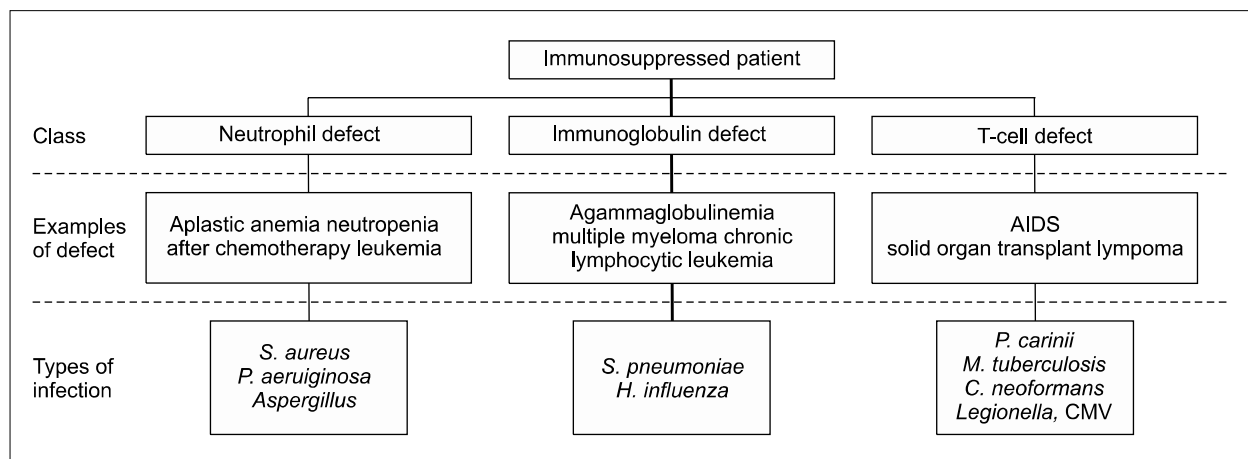 Immunosuppressed patient
Class
Neutrophil defect
Immunoglobulin defect
T-cell defect
Examples
of defect
Aplastic anemia neutropenia
after chemotherapy leukemia
Agammaglobulinemia
multiple myeloma chronic
lymphocytic leukemia
AIDS
solid organ transplant lympoma
Types of
infection
S. aureus
P. aeruiginosa
Aspergillus
S. pneumoniae
H. influenza
P. carinii
M. tuberculosis
C. neoformans
Legionella, CMV